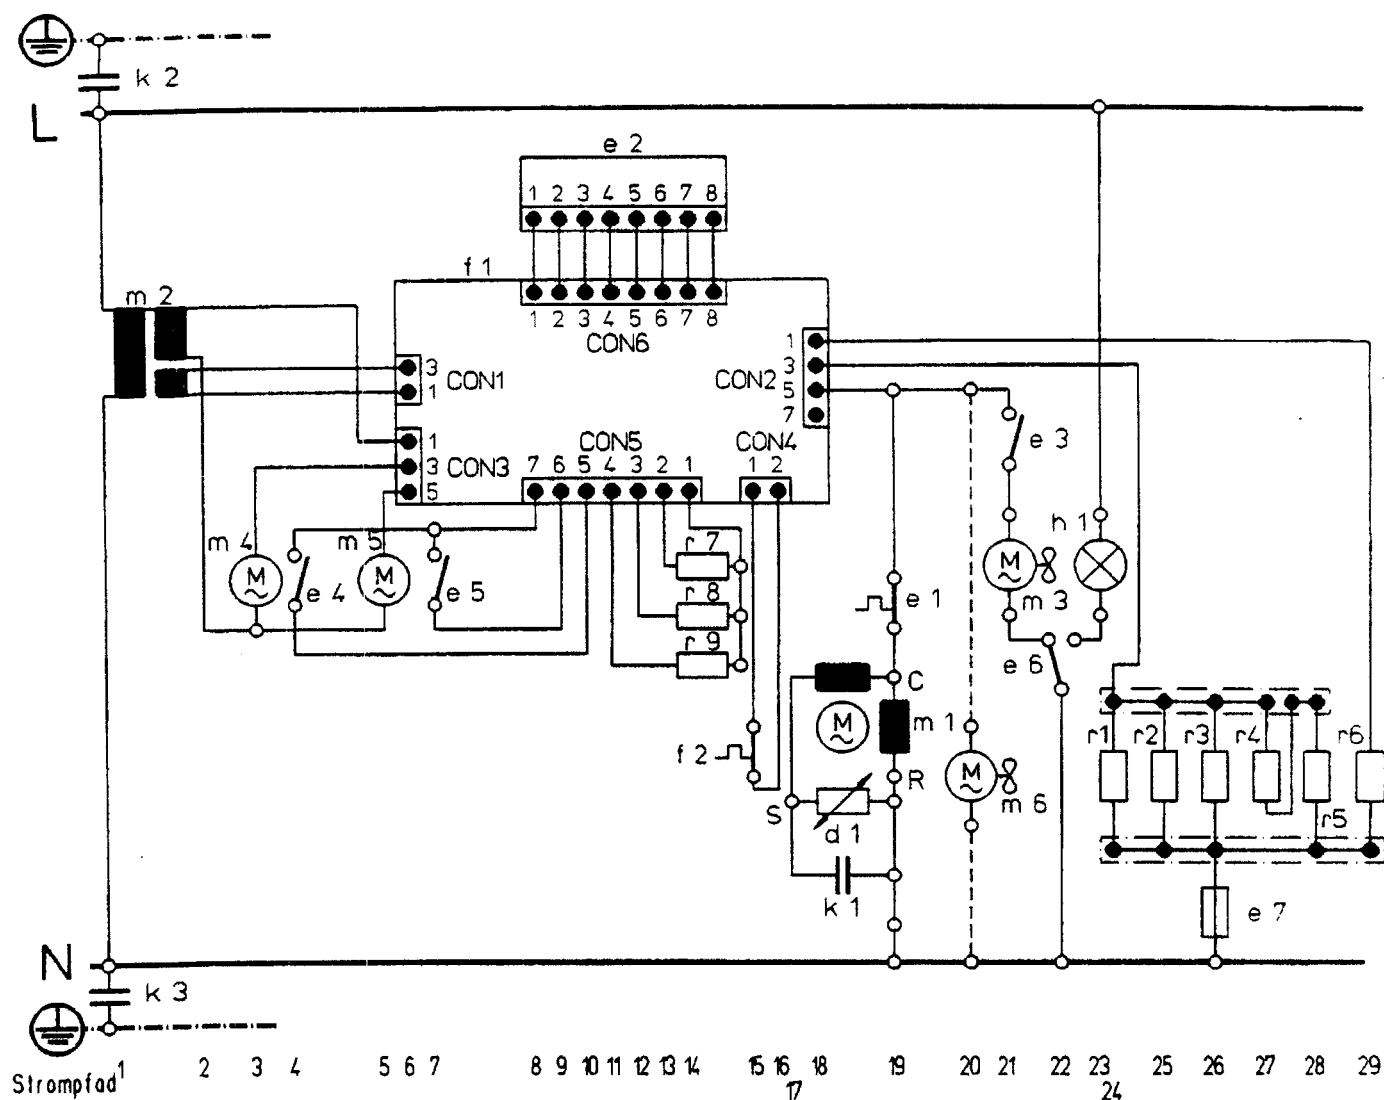 k 2
L
e 2
1 2 3 4 5 6 7 8
f 1
m 2
1 2 3 4 5 6 7 8
CON6
1
3
CON2
5
7
3
CON1
1
CON5
CON4
1
CON3
3
5
7 6 5 4 3 2 1
1 2
e 3
m 4
M
e 4
m 5
M
e 5
r 7
r 8
r 9
h 1
M
m 3
e 1
e 6
C
M
m 1
f 2
R
S
d 1
k 1
M
m 6
r1 r2 r3 r4 r6
r5
e 7
N
k 3
Strompfad 1 2 3 4 5 6 7 8 9 10 11 12 13 14 15 16 18 19 20 21 22 23 25 26 27 28 29
17 24